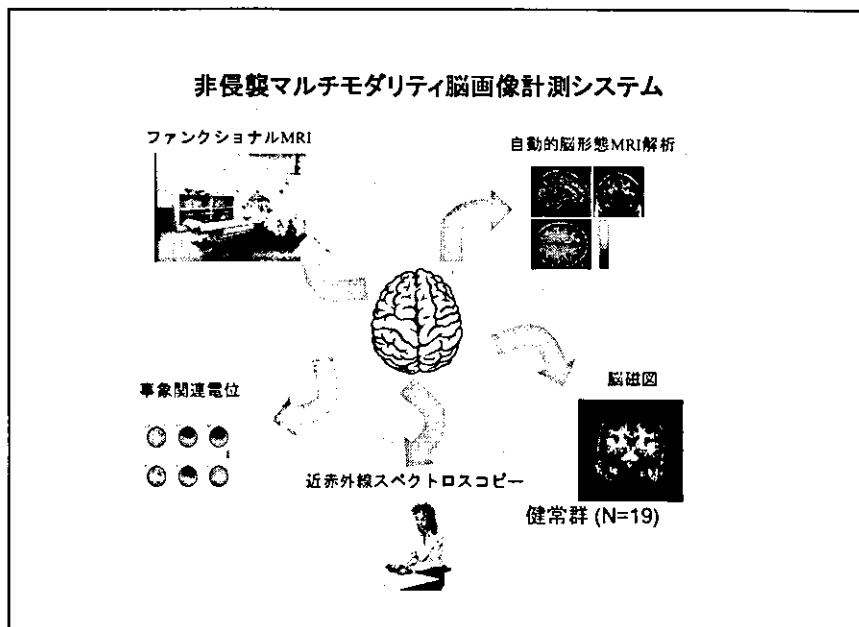 非侵襲マルチモダリティ脳画像計測システム
ファンクショナルMRI
自動的脳形態MRI解析
事象関連電位
脳磁図
近赤外線スペクトロスコピー
健常群 (N=19)